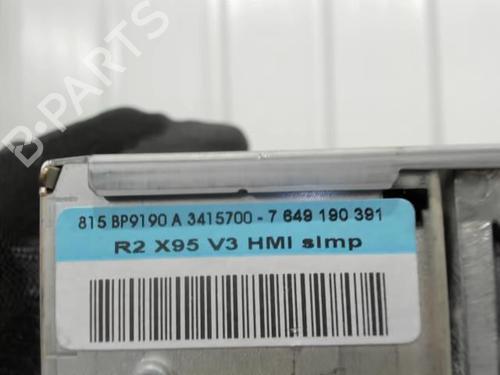 B-PARTS
815 BP9190 A 3415700 - 7 649 190 391
R2 X95 V3 HMI slmp